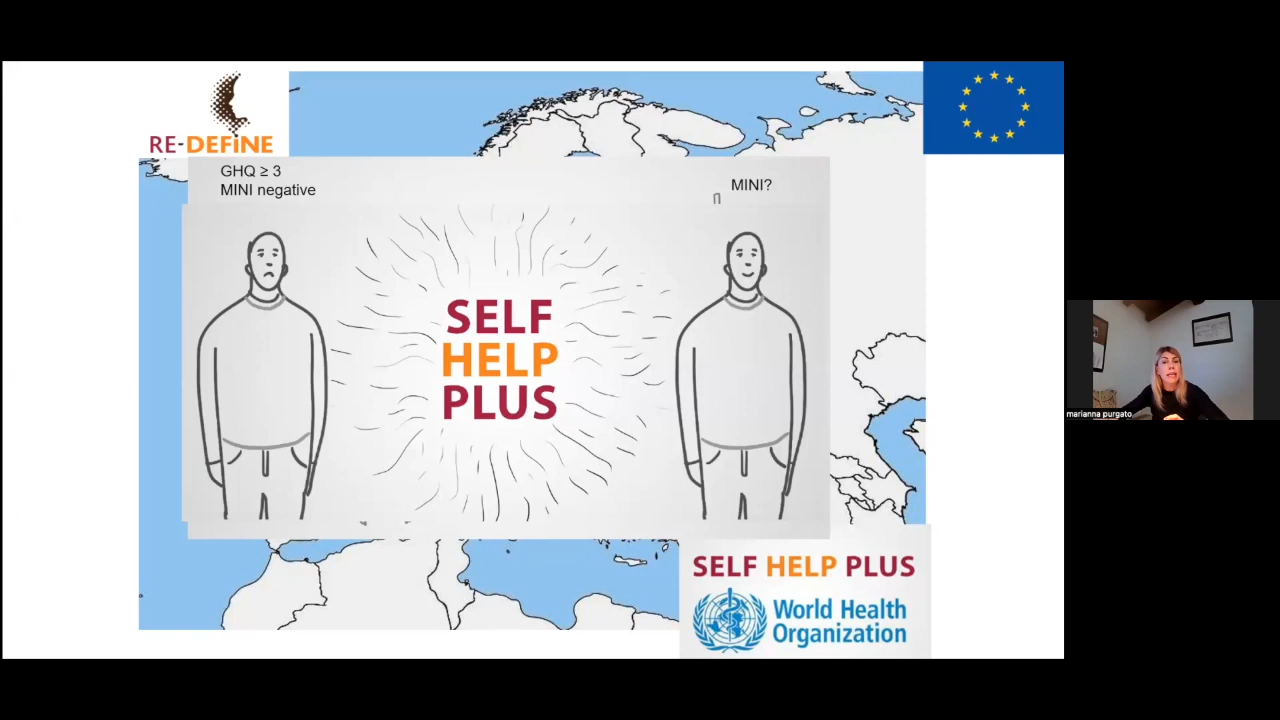 RE-DEFiNE
GHQ ≥ 3
MINI negative
MINI?
SELF
HELP
PLUS
marianna purgato
SELF HELP PLUS
World Health
Organization